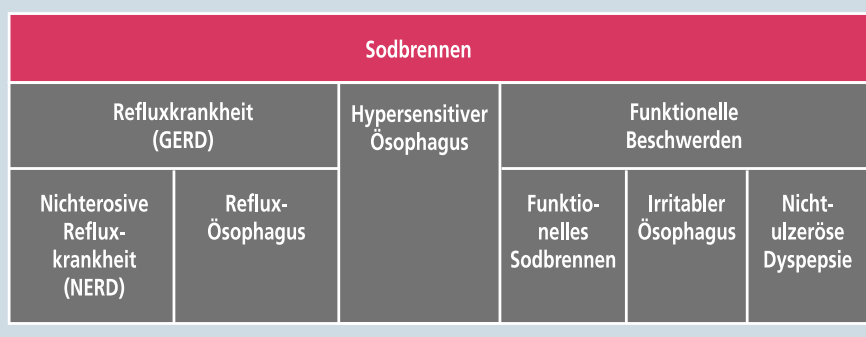 Sodbrennen
Refluxkrankheit
(GERD)
Hypersensitiver
Ösophagus
Funktionelle
Beschwerden
Nichterosive
Reflux-
krankheit
(NERD)
Reflux-
Ösophagus
Funktio-
nelles
Sodbrennen
Irritabler
Ösophagus
Nicht-
ulzeröse
Dyspepsie